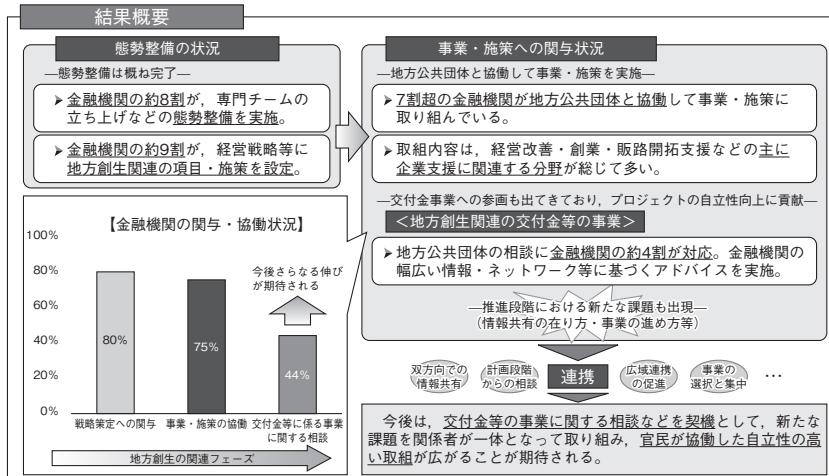 結果概要
態勢整備の状況
―態勢整備は概ね完了―
➤金融機関の約8割が，専門チームの
立ち上げなどの態勢整備を実施。
➤金融機関の約9割が，経営戦略等に
地方創生関連の項目・施策を設定。
【金融機関の関与・協働状況】
100%
80%
60%
40%
20%
0%
今後さらなる伸び
が期待される
80%
75%
44%
戦略策定への関与
事業・施策の協働
交付金等に係る事業
に関する相談
地方創生の関連フェーズ
事業・施策への関与状況
―地方公共団体と協働して事業・施策を実施―
➤7割超の金融機関が地方公共団体と協働して事業・施策に
取り組んでいる。
➤取組内容は，経営改善・創業・販路開拓支援などの主に
企業支援に関連する分野が総じて多い。
―交付金事業への参画も出てきており，プロジェクトの自立性向上に貢献―
＜地方創生関連の交付金等の事業＞
➤地方公共団体の相談に金融機関の約4割が対応。金融機関の
幅広い情報・ネットワーク等に基づくアドバイスを実施。
―推進段階における新たな課題も出現―
（情報共有の在り方・事業の進め方等）
双方向での
情報共有
計画段階
からの相談
連携
広域連携
の促進
事業の
選択と集中
…
今後は，交付金等の事業に関する相談などを契機として，新たな
課題を関係者が一体となって取り組み，官民が協働した自立性の高
い取組が広がることが期待される。